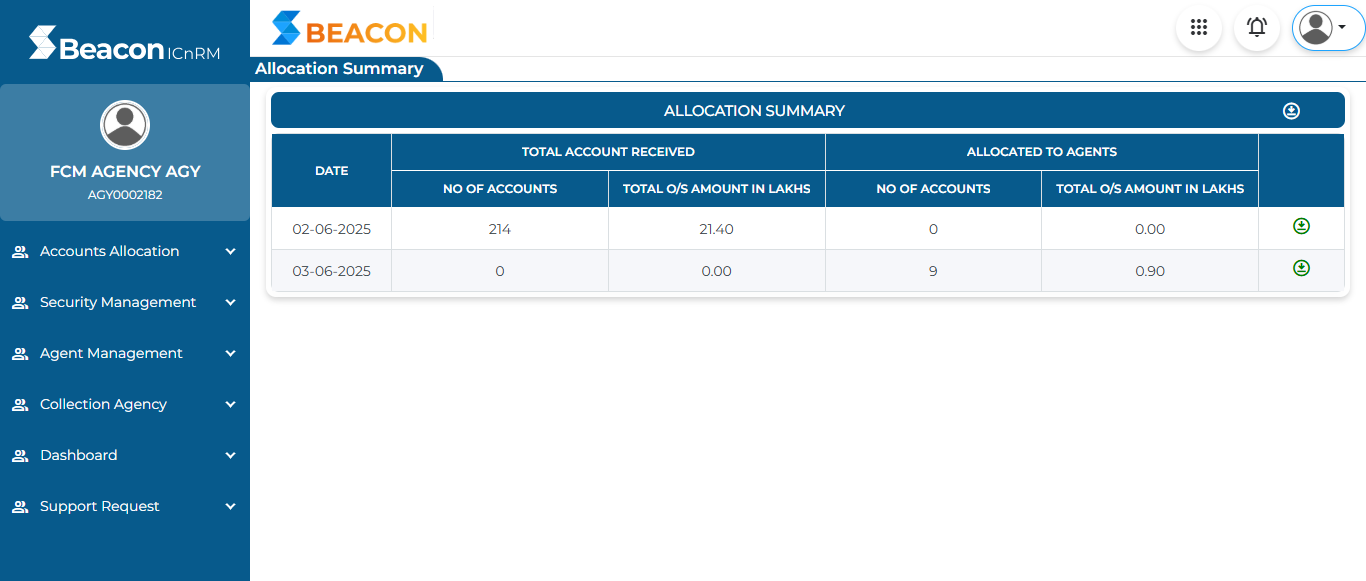 Beacon ICnRM
FCM AGENCY AGY
AGY0002182
Accounts Allocation
Security Management
Agent Management
Collection Agency
Dashboard
Support Request
BEACON
Allocation Summary
ALLOCATION SUMMARY
DATE TOTAL ACCOUNT RECEIVED ALLOCATED TO AGENTS
NO OF ACCOUNTS TOTAL O/S AMOUNT IN LAKHS NO OF ACCOUNTS TOTAL O/S AMOUNT IN LAKHS
02-06-2025 214 21.40 0 0.00
03-06-2025 0 0.00 9 0.90